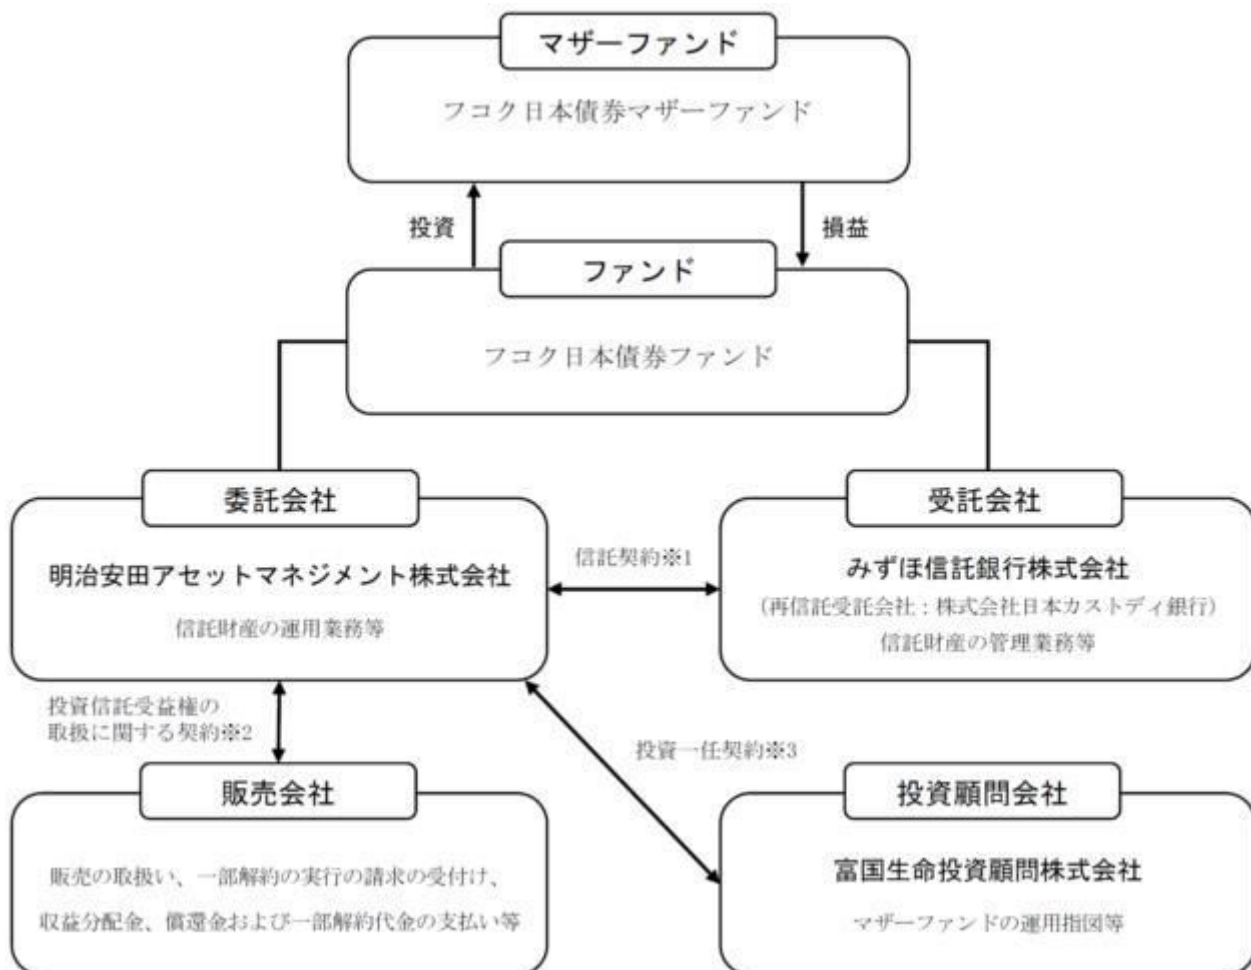 マザーファンド
フコク日本債券マザーファンド
投資
損益
ファンド
フコク日本債券ファンド
委託会社
明治安田アセットマネジメント株式会社
信託財産の運用業務等
信託契約※1
受託会社
みずほ信託銀行株式会社
(再信託受託会社:株式会社日本カストディ銀行)
信託財産の管理業務等
投資信託受益権の
取扱に関する契約※2
投資一任契約※3
販売会社
販売の取扱い、一部解約の実行の請求の受付け、
収益分配金、償還金および一部解約代金の支払い等
投資顧問会社
富国生命投資顧問株式会社
マザーファンドの運用指図等